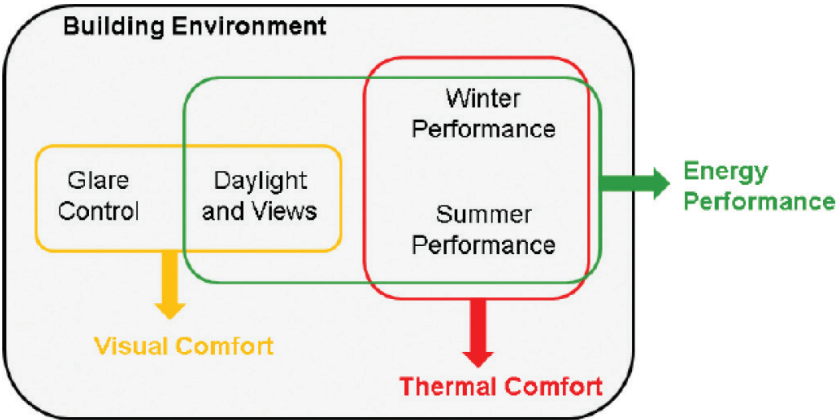 Building Environment
Winter
Performance
Glare
Control
Daylight
and Views
Summer
Performance
Energy
Performance
Visual Comfort
Thermal Comfort